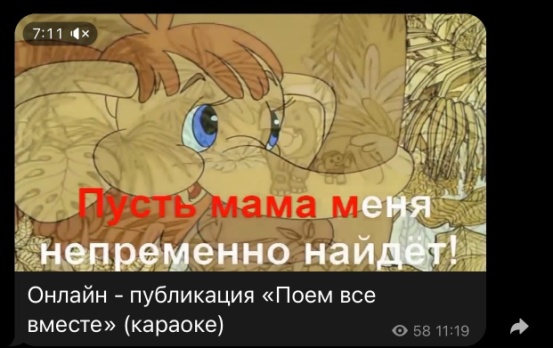 7:11
Пусть мама меня
непременно найдёт!
Онлайн - публикация «Поем все
вместе» (караоке)
58 11:19